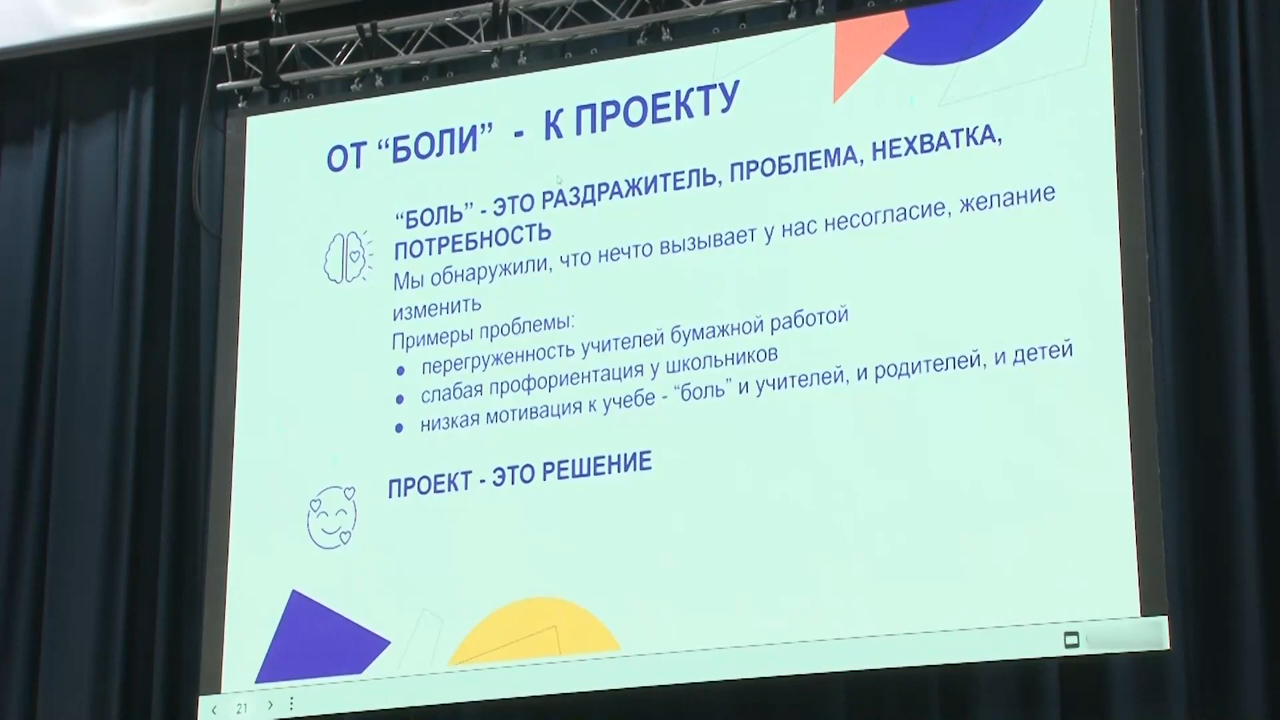 ОТ “БОЛИ” - К ПРОЕКТУ
“БОЛЬ” - ЭТО РАЗДРАЖИТЕЛЬ, ПРОБЛЕМА, НЕХВАТКА,
ПОТРЕБНОСТЬ
Мы обнаружили, что нечто вызывает у нас несогласие, желание
изменить
Примеры проблемы:
● перегруженность учителей бумажной работой
● слабая профориентация у школьников
● низкая мотивация к учебе - “боль” и учителей, и родителей, и детей
ПРОЕКТ - ЭТО РЕШЕНИЕ
21